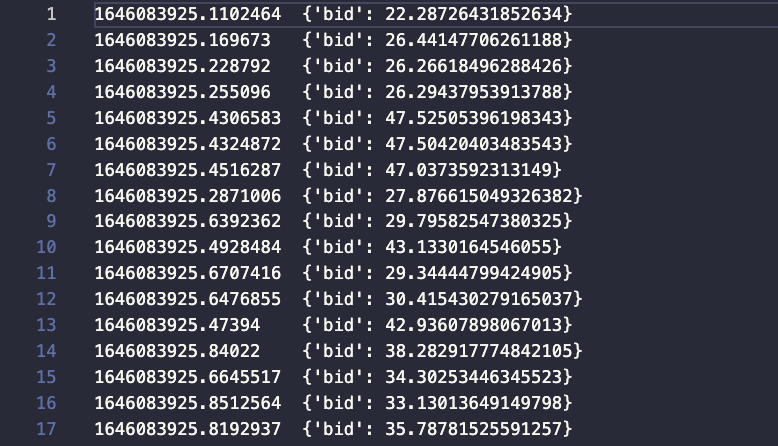 1 1646083925.1102464 {'bid': 22.28726431852634}
2 1646083925.169673 {'bid': 26.44147706261188}
3 1646083925.228792 {'bid': 26.26618496288426}
4 1646083925.255096 {'bid': 26.29437953913788}
5 1646083925.4306583 {'bid': 47.52505396198343}
6 1646083925.4324872 {'bid': 47.50420403483543}
7 1646083925.4516287 {'bid': 47.0373592313149}
8 1646083925.2871006 {'bid': 27.876615049326382}
9 1646083925.6392362 {'bid': 29.79582547380325}
10 1646083925.4928484 {'bid': 43.1330164546055}
11 1646083925.6707416 {'bid': 29.34444799424905}
12 1646083925.6476855 {'bid': 30.415430279165037}
13 1646083925.47394 {'bid': 42.93607898067013}
14 1646083925.84022 {'bid': 38.282917774842105}
15 1646083925.6645517 {'bid': 34.30253446345523}
16 1646083925.8512564 {'bid': 33.13013649149798}
17 1646083925.8192937 {'bid': 35.78781525591257}